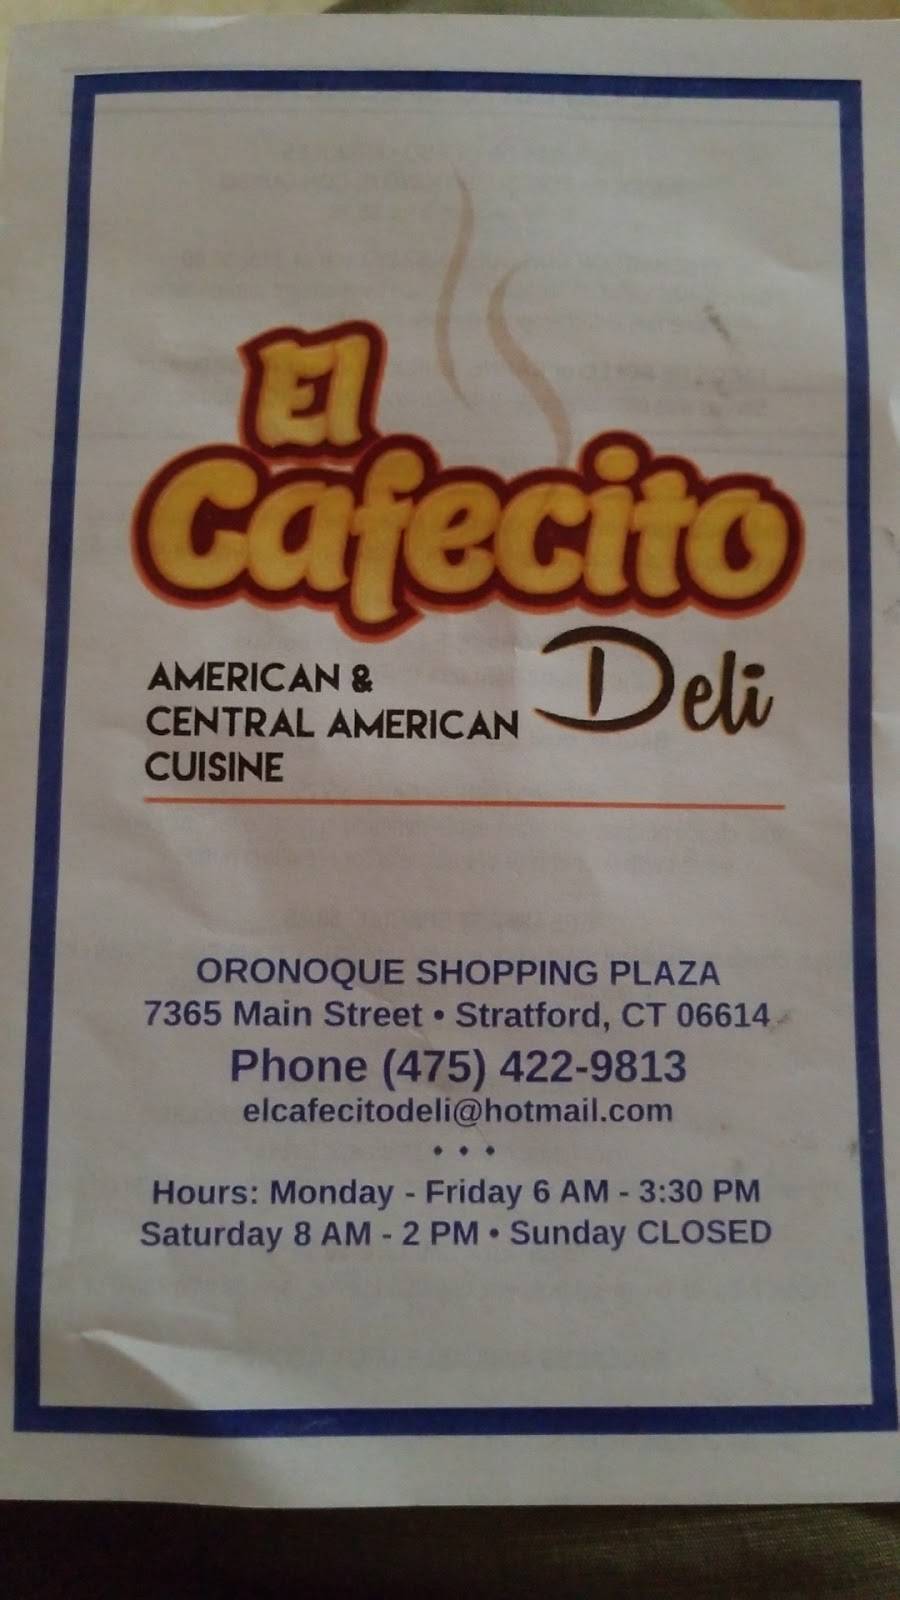 El
Cafecito
Deli
AMERICAN &
CENTRAL AMERICAN
CUISINE
ORONOQUE SHOPPING PLAZA
7365 Main Street • Stratford, CT 06614
Phone (475) 422-9813
elcafecitodeli@hotmail.com
• • •
Hours: Monday - Friday 6 AM - 3:30 PM
Saturday 8 AM - 2 PM • Sunday CLOSED